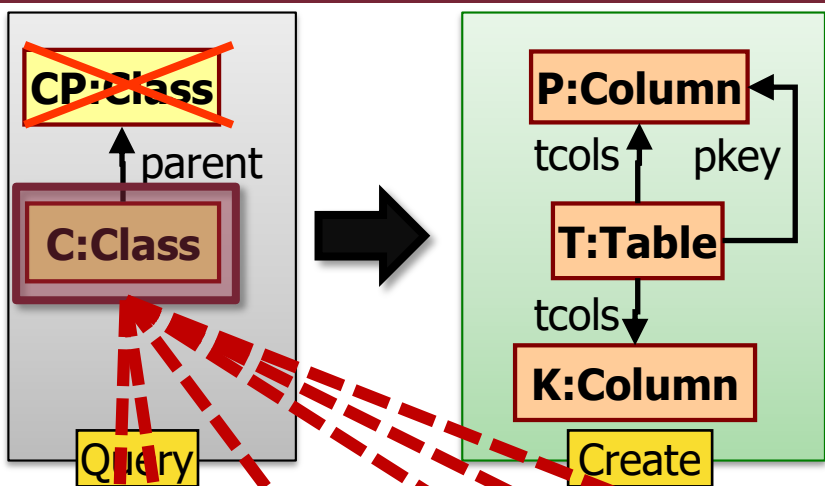 CP:Class
parent
C:Class
Query
P:Column
tcols
pkey
T:Table
tcols
K:Column
Create